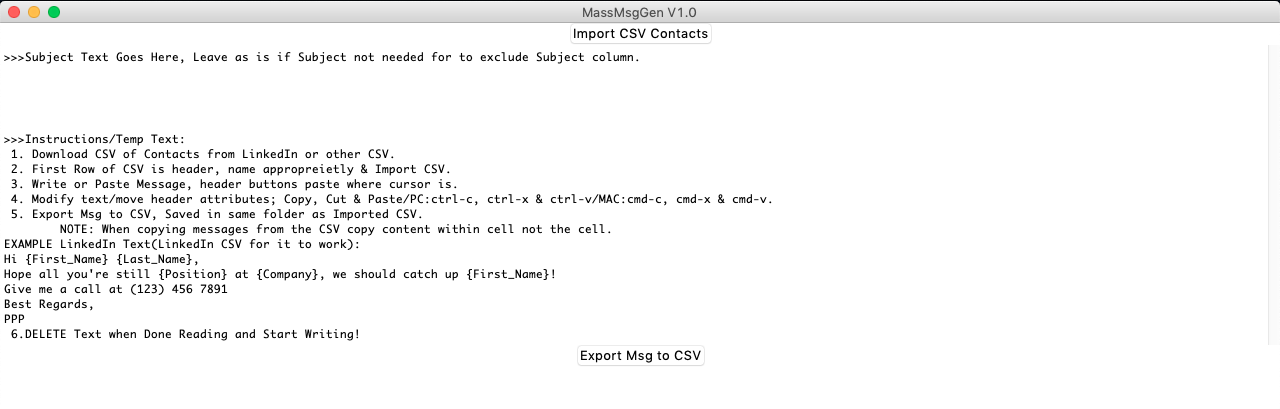 MassMsgGen V1.0
Import CSV Contacts
>>>Subject Text Goes Here, Leave as is if Subject not needed for to exclude Subject column.
>>>Instructions/Temp Text:
1. Download CSV of Contacts from LinkedIn or other CSV.
2. First Row of CSV is header, name appropreietly & Import CSV.
3. Write or Paste Message, header buttons paste where cursor is.
4. Modify text/move header attributes; Copy, Cut & Paste/PC:ctrl-c, ctrl-x & ctrl-v/MAC:cmd-c, cmd-x & cmd-v.
5. Export Msg to CSV, Saved in same folder as Imported CSV.
NOTE: When copying messages from the CSV copy content within cell not the cell.
EXAMPLE LinkedIn Text(LinkedIn CSV for it to work):
Hi {First_Name} {Last_Name},
Hope all you're still {Position} at {Company}, we should catch up {First_Name}!
Give me a call at (123) 456 7891
Best Regards,
PPP
6.DELETE Text when Done Reading and Start Writing!
Export Msg to CSV